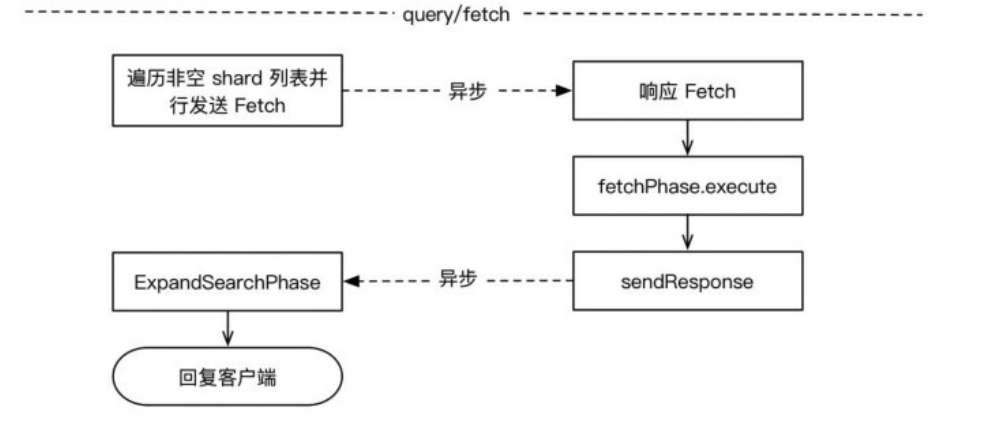 query/fetch
遍历非空 shard 列表并
行发送 Fetch
异步
响应 Fetch
fetchPhase.execute
sendResponse
异步
ExpandSearchPhase
回复客户端